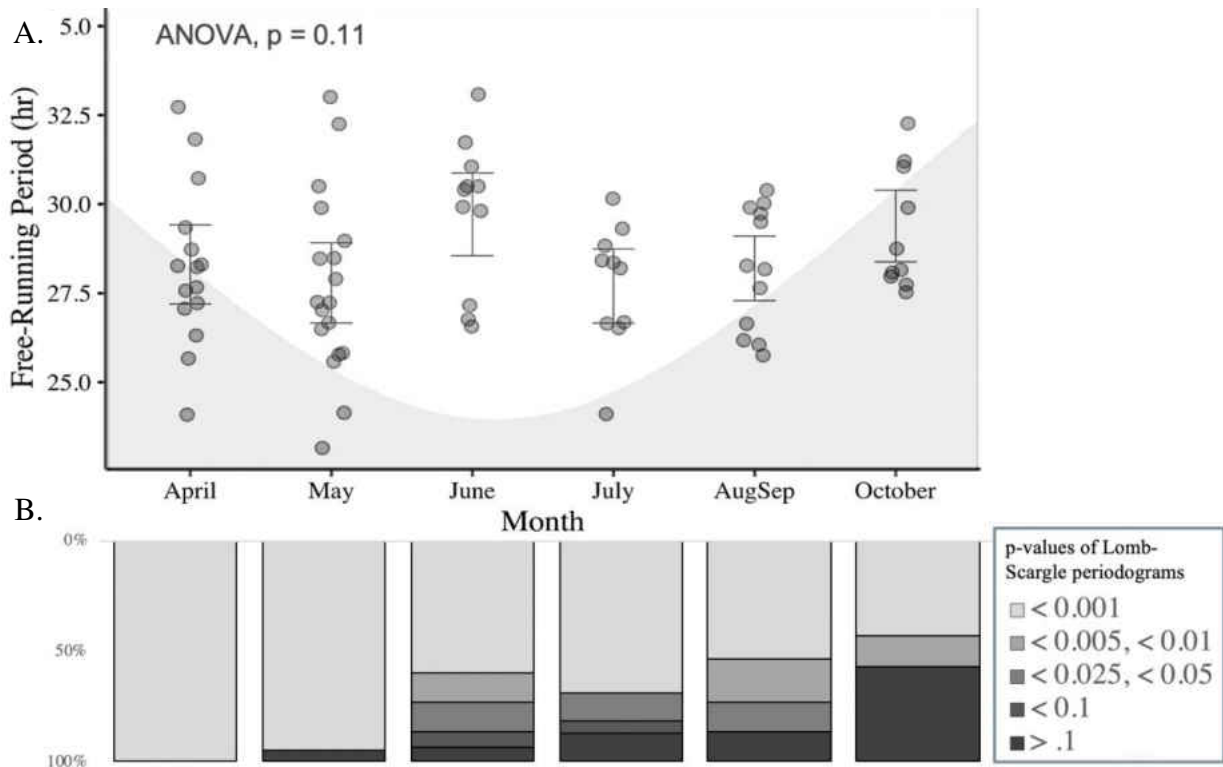 A.
ANOVA, p = 0.11
Free-Running Period (hr)
5.0
32.5
30.0
27.5
25.0
April May June July AugSep October
Month
B.
0%
50%
100%
p-values of Lomb-
Scargle periodograms
< 0.001
< 0.005, < 0.01
< 0.025, < 0.05
< 0.1
> .1